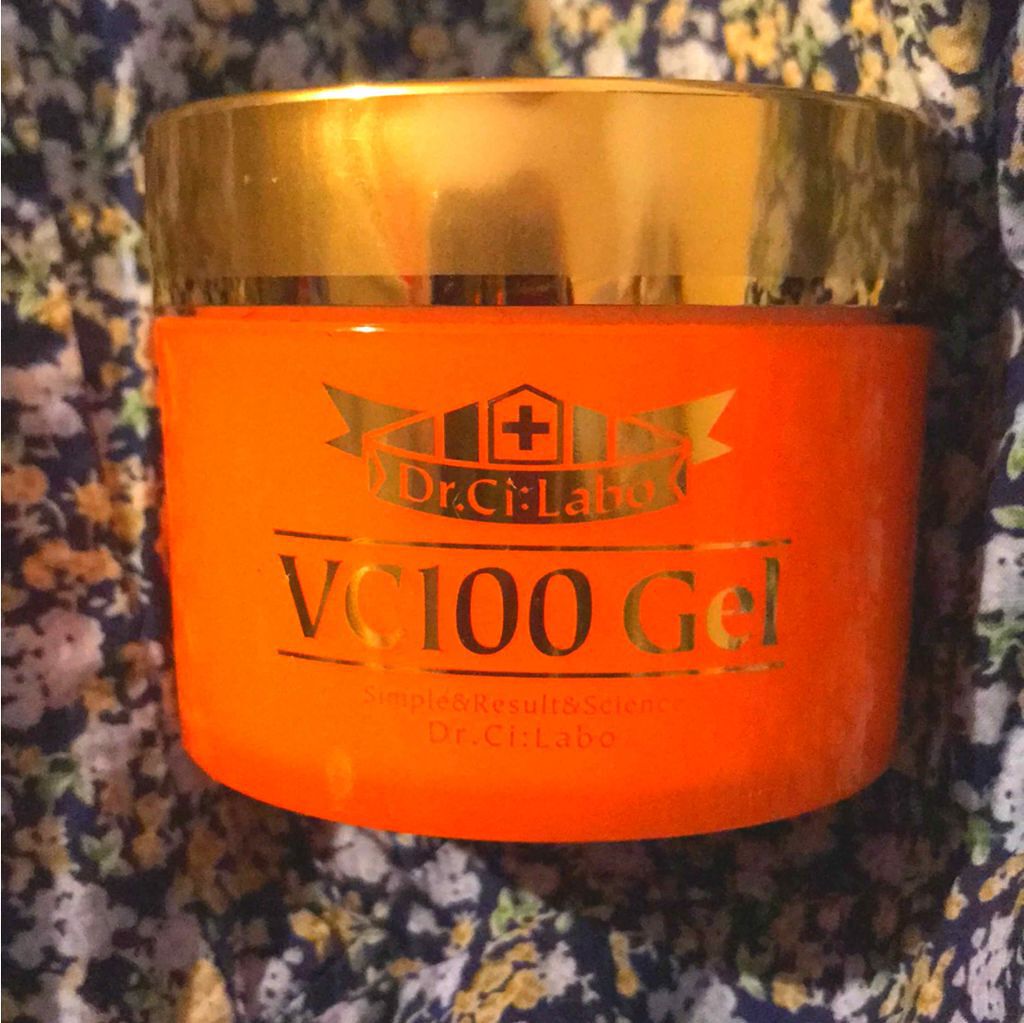 Dr.Ci:Labo
VC100 Gel
Simple&Result&Science
Dr.Ci:Labo